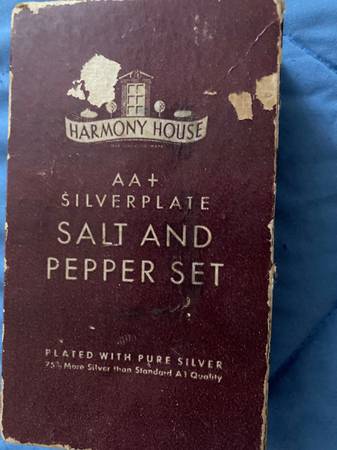 HARMONY HOUSE
AA+
SILVERPLATE
SALT AND
PEPPER SET
PLATED WITH PURE SILVER
75% More Silver than Standard A1 Quality